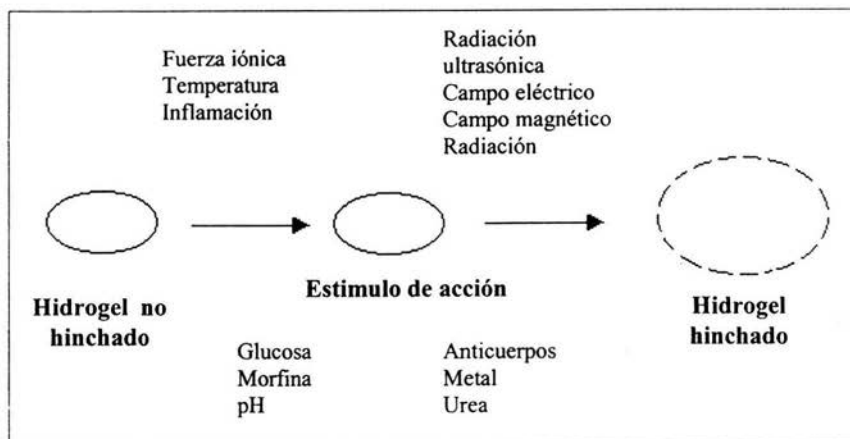 Fuerza iónica
Temperatura
Inflamación
Radiación
ultrasónica
Campo eléctrico
Campo magnético
Radiación
Hidrogel no
hinchado
Estimulo de acción
Hidrogel
hinchado
Glucosa
Morfina
pH
Anticuerpos
Metal
Urea